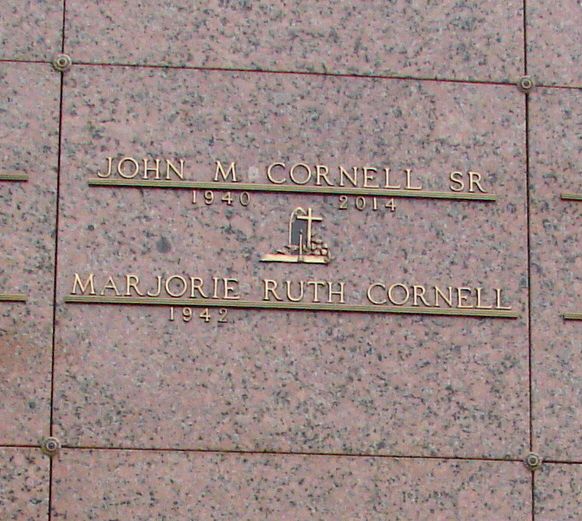 JOHN M CORNELL SR
1940 2014
MARJORIE RUTH CORNELL
1942